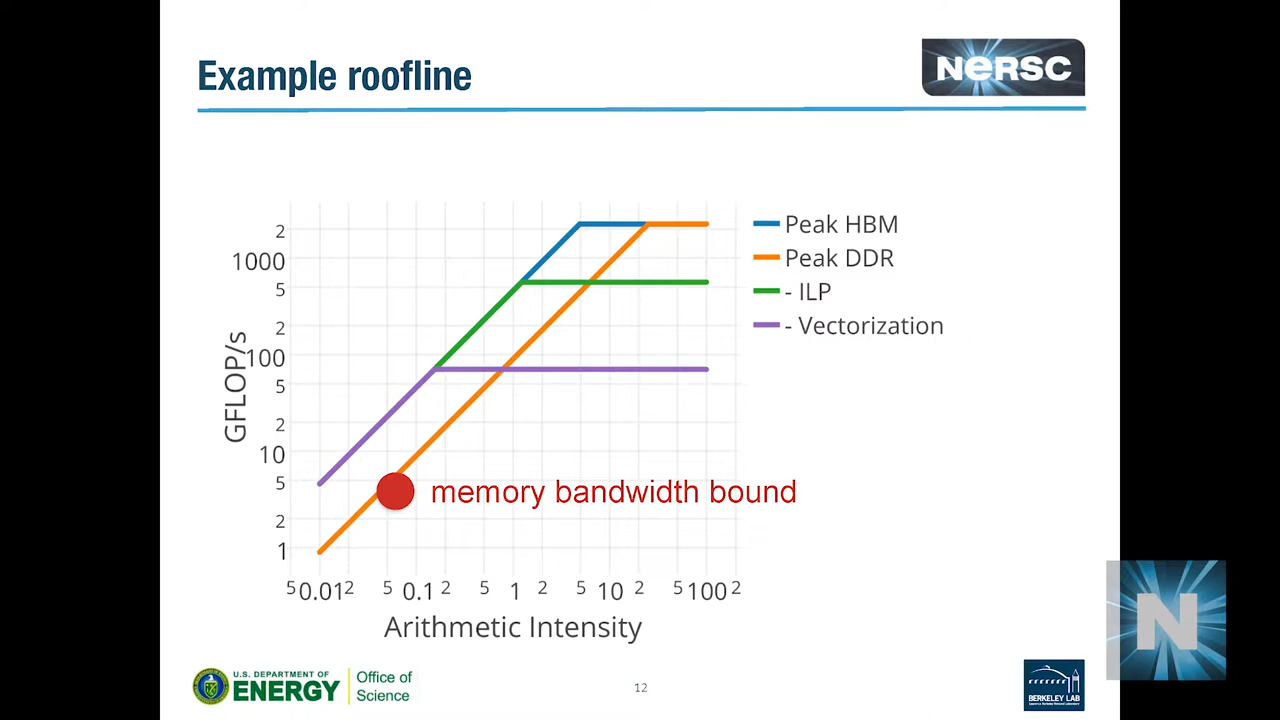 Example roofline
NERSC
Peak HBM
Peak DDR
- ILP
- Vectorization
GFLOP/s
2
1000
5
2
100
5
2
10
5
2
1
memory bandwidth bound
5 0.01 2 5 0.1 2 5 1 2 5 10 2 5 100 2
Arithmetic Intensity
U.S. DEPARTMENT OF
ENERGY
Office of
Science
12
BERKELEY LAB
N